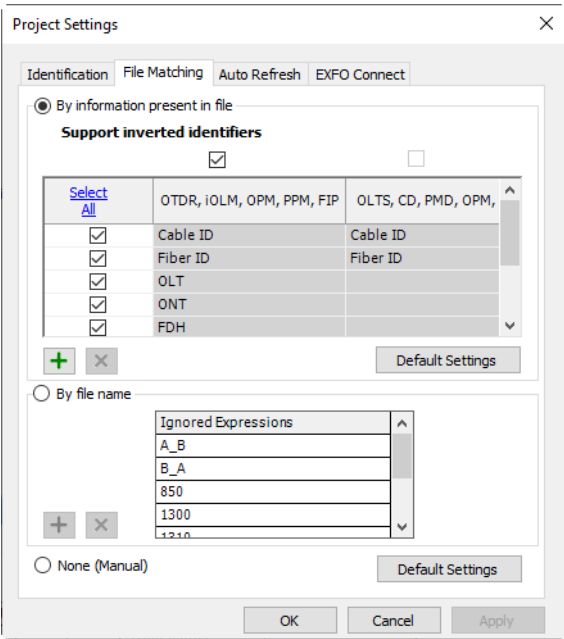 Project Settings
Identification File Matching Auto Refresh EXFO Connect
By information present in file
Support inverted identifiers
Select All OTDR, iOLM, OPM, PPM, FIP OLTS, CD, PMD, OPM,
Cable ID Cable ID
Fiber ID Fiber ID
OLT
ONT
FDH
Default Settings
By file name
Ignored Expressions
A_B
B_A
850
1300
1310
None (Manual)
Default Settings
OK Cancel Apply